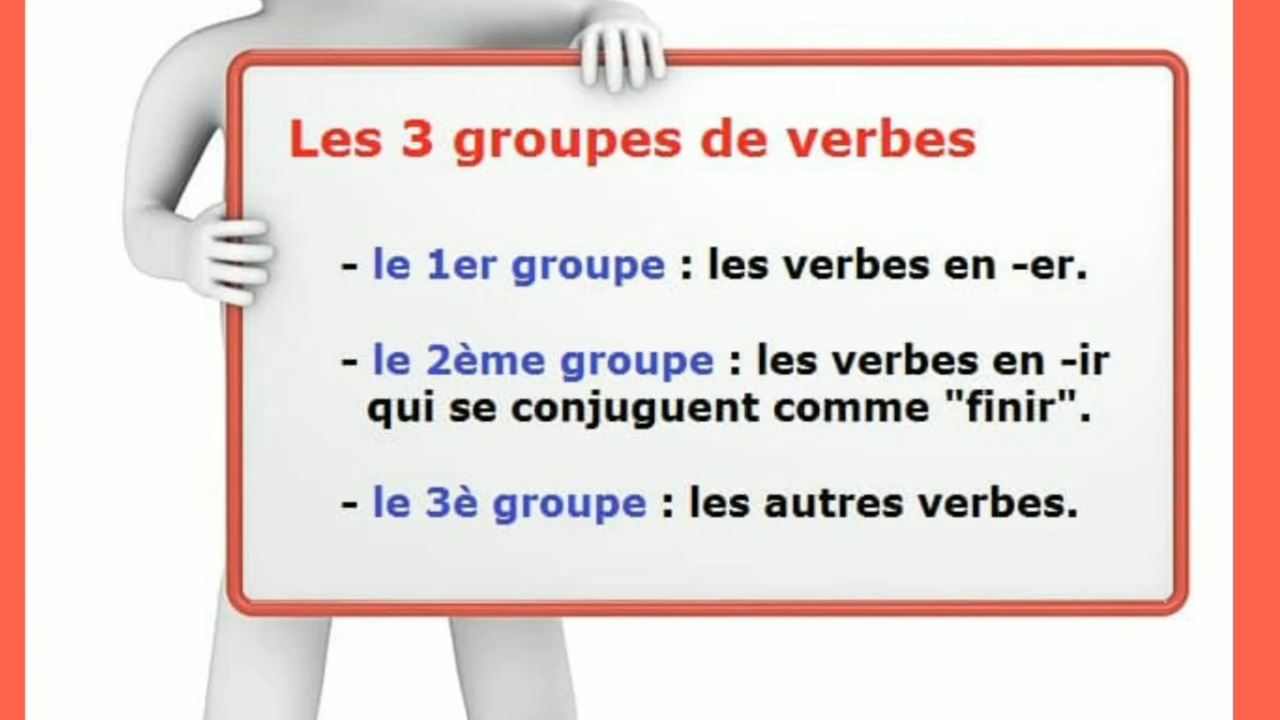 Les 3 groupes de verbes
- le 1er groupe : les verbes en -er.
- le 2ème groupe : les verbes en -ir
qui se conjuguent comme "finir".
- le 3è groupe : les autres verbes.